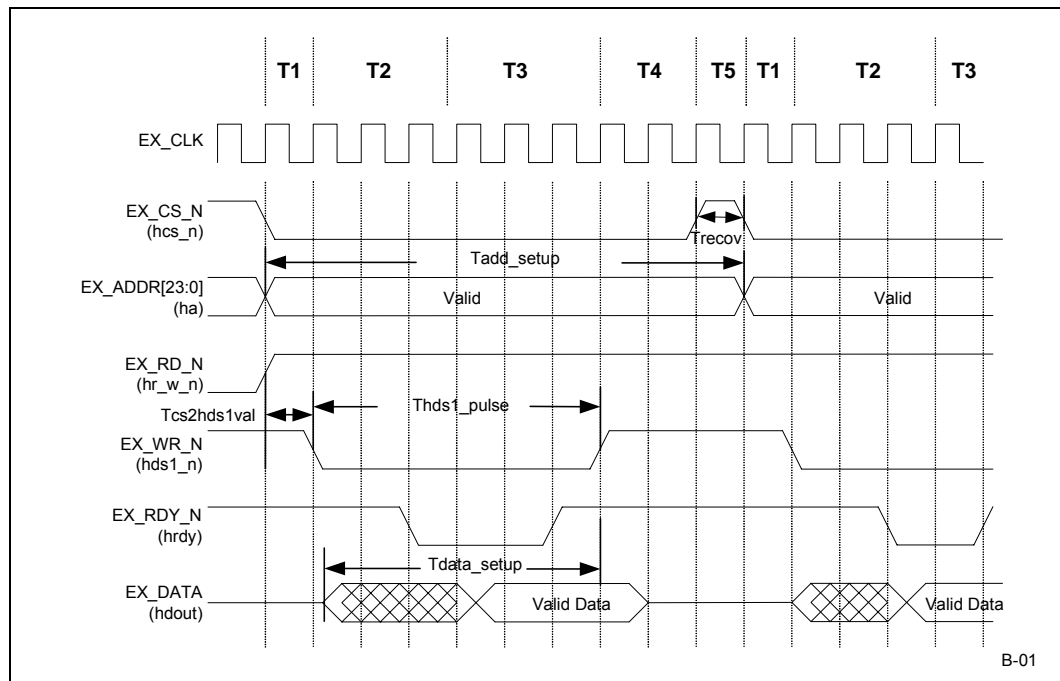 T1 T2 T3 T4 T5 T1 T2 T3
EX_CLK
EX_CS_N
(hcs_n)
Trecov
Tadd_setup
EX_ADDR[23:0]
(ha)
Valid Valid
EX_RD_N
(hr_w_n)
Tcs2hds1val
Thds1_pulse
EX_WR_N
(hds1_n)
EX_RDY_N
(hrdy)
Tdata_setup
EX_DATA
(hdout)
Valid Data Valid Data
B-01